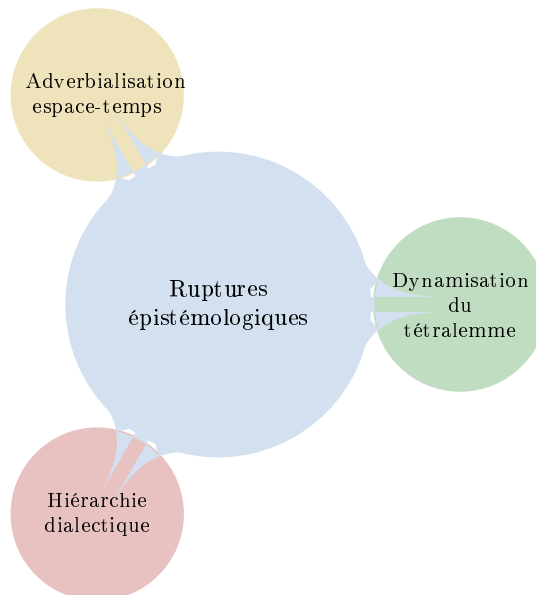 Adverbialisation
espace-temps
Ruptures
épistémologiques
Dynamisation
du
tétralemme
Hiérarchie
dialectique